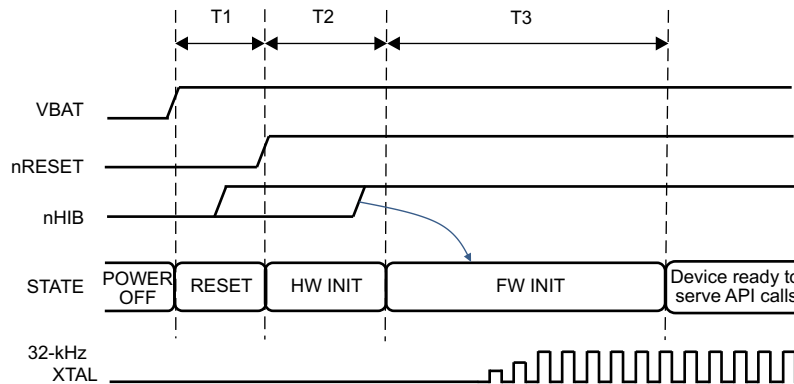 T1 T2 T3
VBAT
nRESET
nHIB
STATE
POWER
OFF
RESET
HW INIT
FW INIT
Device ready to
serve API calls
32-kHz
XTAL